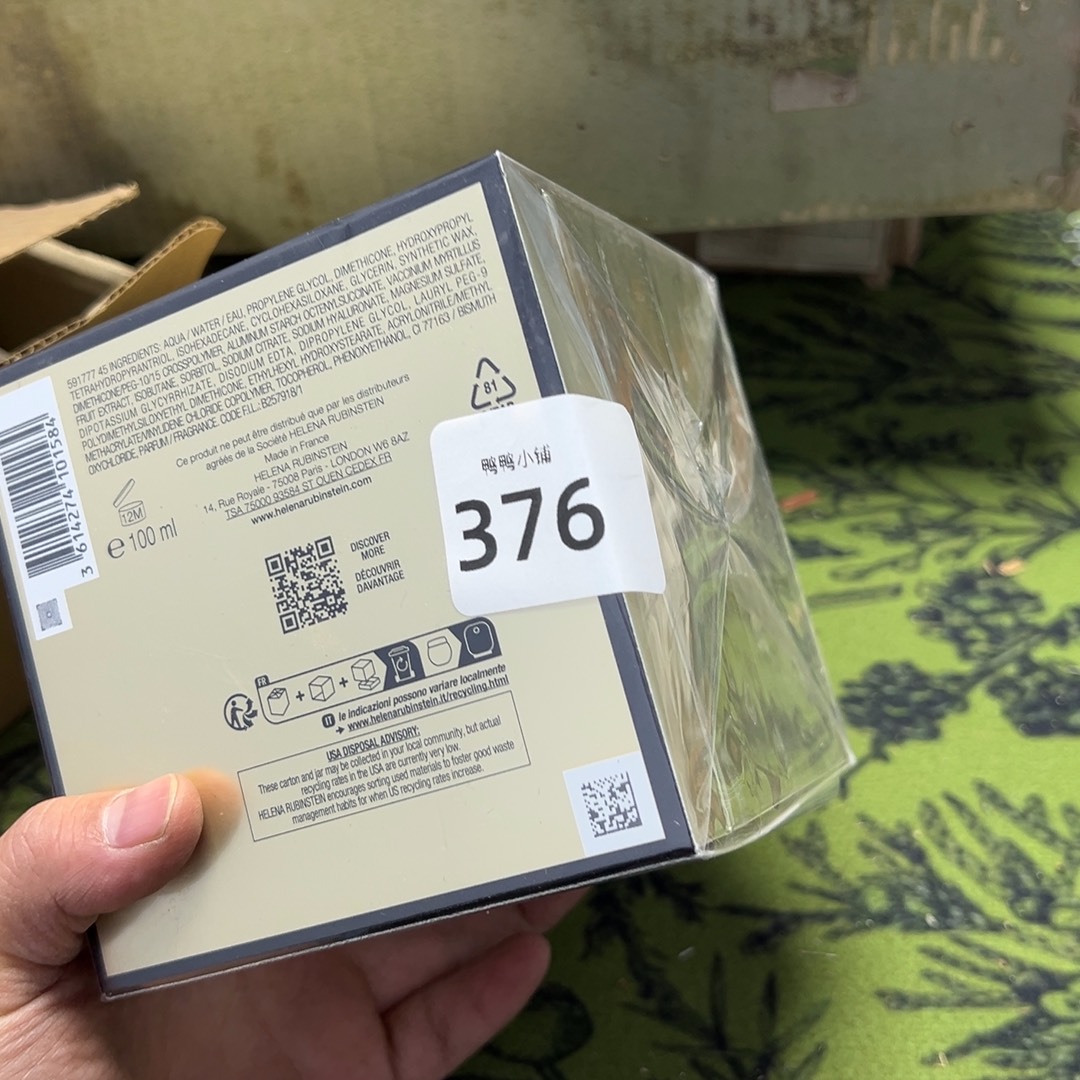 591777 45 INGREDIENTS: AQUA / WATER / EAU, PROPYLENE GLYCOL, DIMETHICONE, HYDROXYPROPYL
TETRAHYDROPYRANTRIOL, ISOHEXADECANE, CYCLOHEXASILOXANE, GLYCERIN, SYNTHETIC WAX,
DIMETHICONE/PEG-10/15 CROSSPOLYMER, ALUMINUM STARCH OCTENYLSUCCINATE, VACCINIUM MYRTILLUS
FRUIT EXTRACT, ISOBUTANE, SORBITOL, SODIUM CITRATE, SODIUM HYALURONATE, MAGNESIUM SULFATE,
DIPOTASSIUM GLYCYRRHIZATE, DISODIUM EDTA, DIPROPYLENE GLYCOL, LAURYL PEG-9
POLYDIMETHYLSILOXYETHYL DIMETHICONE, ETHYLHEXYL HYDROXYSTEARATE, ACRYLONITRILE/METHYL
METHACRYLATE/VINYLIDENE CHLORIDE COPOLYMER, TOCOPHEROL, PHENOXYETHANOL, CI 77163 / BISMUTH
OXYCHLORIDE, PARFUM / FRAGRANCE CODE F.I.L.: B257918/1
Ce produit ne peut être distribué que par les distributeurs
agréés de la Société HELENA RUBINSTEIN
Made in France
HELENA RUBINSTEIN
14, Rue Royale - 75008 Paris - LONDON W6 8AZ
TSA 75000 93584 ST OUEN CEDEX FR
www.helenarubinstein.com
81
鸭鸭小铺
376
3 614274 101584
12M
e 100 ml
DISCOVER
MORE
DÉCOUVRIR
DAVANTAGE
FR
+ + +
IT le indicazioni possono variare localmente
www.helenarubinstein.it/recycling.html
USA DISPOSAL ADVISORY:
These carton and jar may be collected in your local community, but actual
recycling rates in the USA are currently very low.
HELENA RUBINSTEIN encourages sorting used materials to foster good waste
management habits for when US recycling rates increase.